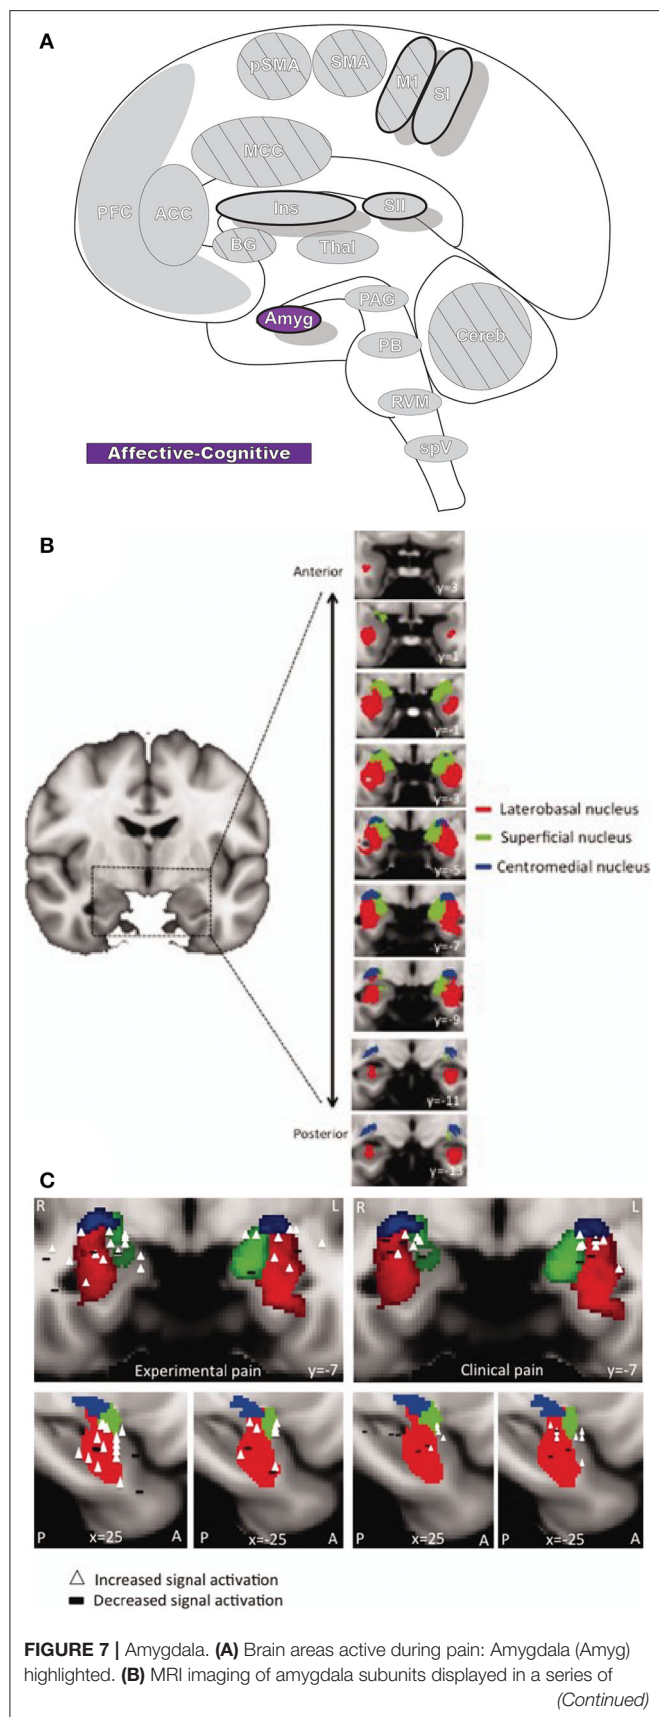 A
pSMA
SMA
M1
SI
MCC
PFC
ACC
Ins
SII
BG
Thal
Amyg
PAG
PB
Cereb
RVM
spV
Affective-Cognitive
B
Anterior
y=3
y=1
y=-1
y=-3
y=-5
y=-7
y=-9
y=-11
y=-13
Laterobasal nucleus
Superficial nucleus
Centromedial nucleus
Posterior
C
R
L
Experimental pain
y=-7
Clinical pain
y=-7
P
x=25
A
x=-25
P
x=25
A
x=-25
A
Increased signal activation
Decreased signal activation
FIGURE 7 | Amygdala. (A) Brain areas active during pain: Amygdala (Amyg)
highlighted. (B) MRI imaging of amygdala subunits displayed in a series of
(Continued)